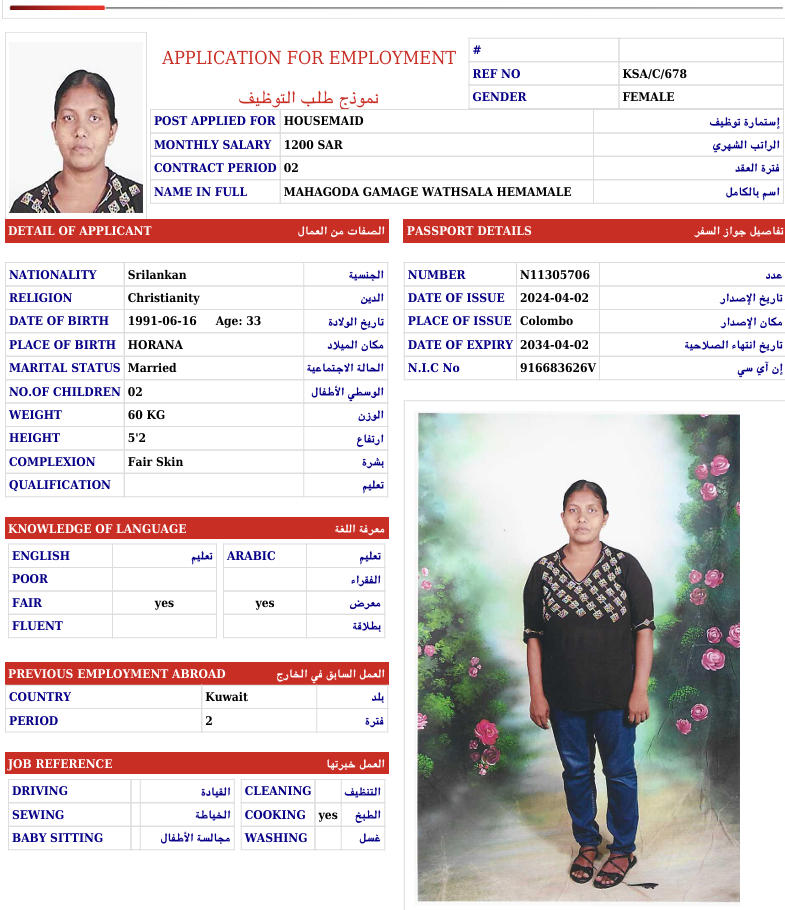 APPLICATION FOR EMPLOYMENT
نموذج طلب التوظيف
#
REF NO KSA/C/678
GENDER FEMALE
POST APPLIED FOR HOUSEMAID إستمارة توظيف
MONTHLY SALARY 1200 SAR الراتب الشهري
CONTRACT PERIOD 02 فترة العقد
NAME IN FULL MAHAGODA GAMAGE WATHSALA HEMAMALE اسم بالكامل
DETAIL OF APPLICANT الصفات من العمال
NATIONALITY Srilankan الجنسية
RELIGION Christianity الدين
DATE OF BIRTH 1991-06-16 Age: 33 تاريخ الولادة
PLACE OF BIRTH HORANA مكان الميلاد
MARITAL STATUS Married الحالة الاجتماعية
NO.OF CHILDREN 02 الوسطي الأطفال
WEIGHT 60 KG الوزن
HEIGHT 5'2 ارتفاع
COMPLEXION Fair Skin بشرة
QUALIFICATION تعليم
KNOWLEDGE OF LANGUAGE معرفة اللغة
ENGLISH تعليم ARABIC تعليم
POOR الفقراء
FAIR yes yes معرض
FLUENT بطلاقة
PREVIOUS EMPLOYMENT ABROAD العمل السابق في الخارج
COUNTRY Kuwait بلد
PERIOD 2 فترة
JOB REFERENCE العمل خبرتها
DRIVING القيادة CLEANING التنظيف
SEWING الخياطة COOKING yes الطبخ
BABY SITTING مجالسة الأطفال WASHING غسل
PASSPORT DETAILS تفاصيل جواز السفر
NUMBER N11305706 عدد
DATE OF ISSUE 2024-04-02 تاريخ الإصدار
PLACE OF ISSUE Colombo مكان الإصدار
DATE OF EXPIRY 2034-04-02 تاريخ انتهاء الصلاحية
N.I.C No 916683626V إن آي سي